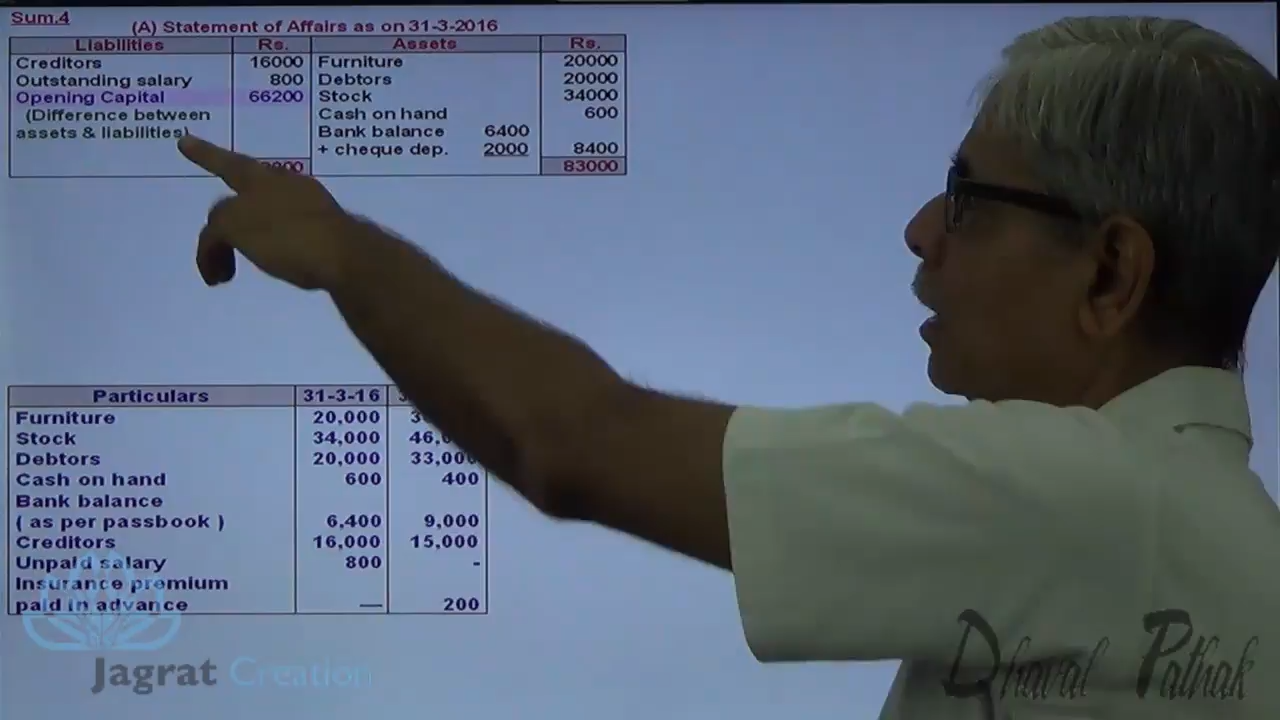 Sum.4
(A) Statement of Affairs as on 31-3-2016
Liabilities Rs. Assets Rs.
Creditors 16000 Furniture 20000
Outstanding salary 800 Debtors 20000
Opening Capital 66200 Stock 34000
(Difference between Cash on hand 600
assets & liabilities) Bank balance 6400
+ cheque dep. 2000 8400
83000
Particulars 31-3-16
Furniture 20,000
Stock 34,000
Debtors 20,000 33,000
Cash on hand 600 400
Bank balance
( as per passbook ) 6,400 9,000
Creditors 16,000 15,000
Unpaid salary 800 -
Insurance premium
paid in advance — 200
Jagrat Creation
Dhaval Pathak